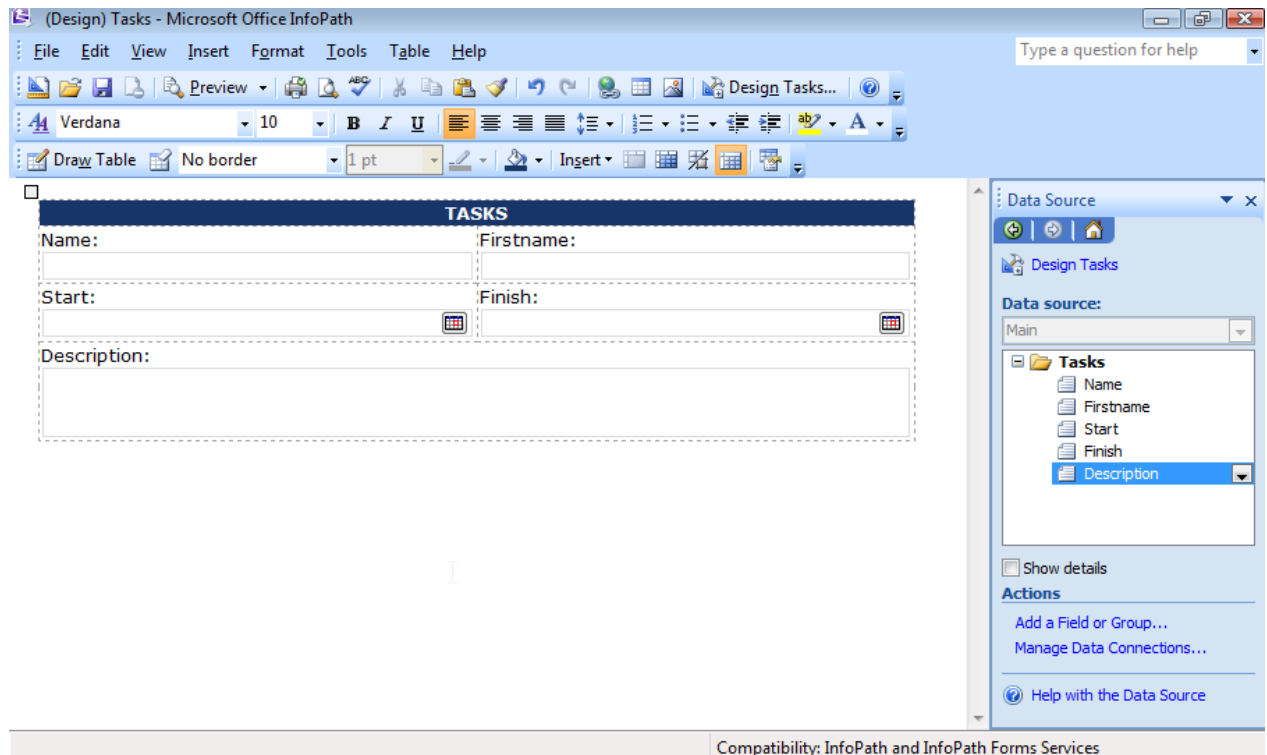 (Design) Tasks - Microsoft Office InfoPath
File Edit View Insert Format Tools Table Help
Type a question for help
Preview ABC Design Tasks...
Verdana 10 B I U ab A
Draw Table No border 1 pt Insert
TASKS
Name: Firstname:
Start: Finish:
Description:
Data Source
Design Tasks
Data source:
Main
Tasks
Name
Firstname
Start
Finish
Description
Show details
Actions
Add a Field or Group...
Manage Data Connections...
Help with the Data Source
Compatibility: InfoPath and InfoPath Forms Services